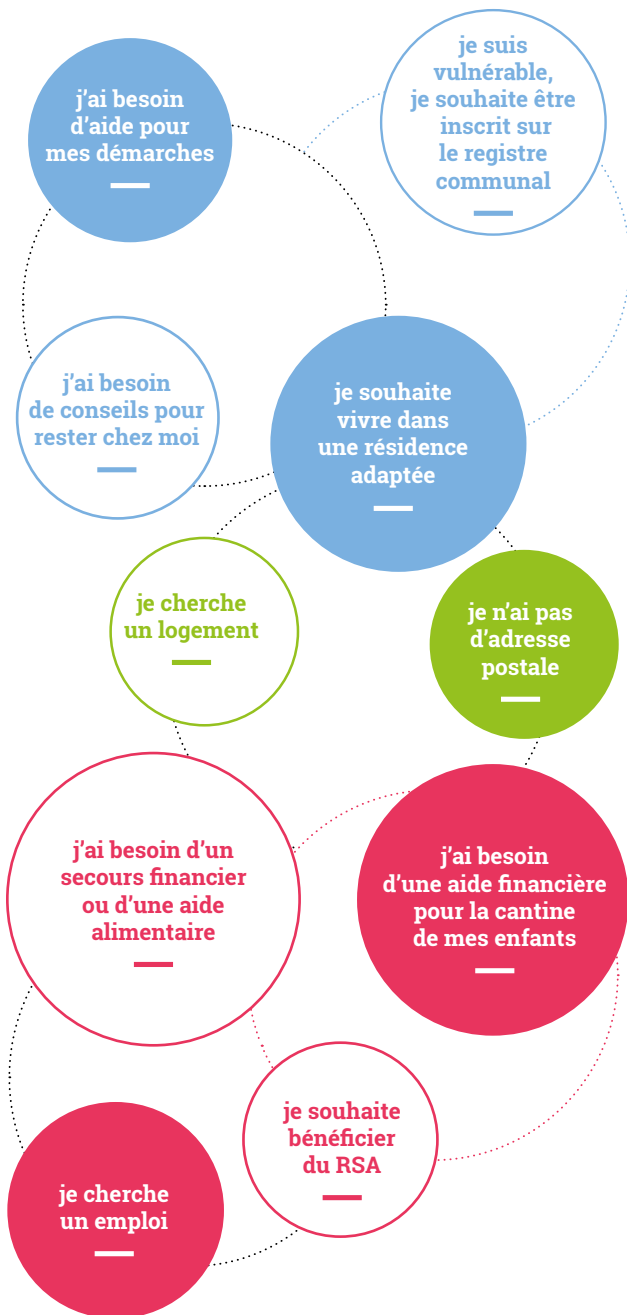 j'ai besoin
d'aide pour
mes démarches
je suis
vulnérable,
je souhaite être
inscrit sur
le registre
communal
j'ai besoin
de conseils pour
rester chez moi
je souhaite
vivre dans
une résidence
adaptée
je cherche
un logement
je n'ai pas
d'adresse
postale
j'ai besoin d'un
secours financier
ou d'une aide
alimentaire
j'ai besoin
d'une aide financière
pour la cantine
de mes enfants
je souhaite
bénéficier
du RSA
je cherche
un emploi